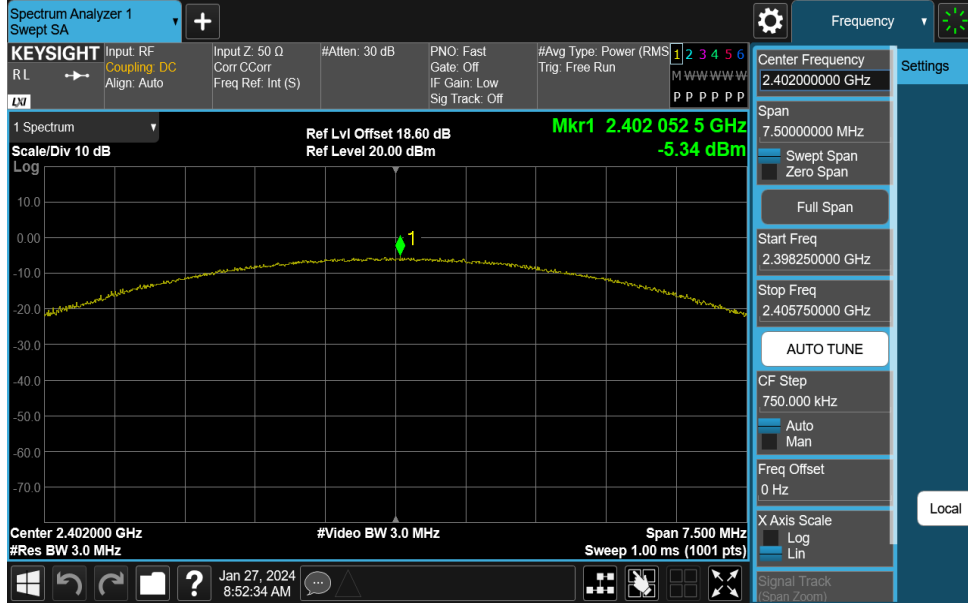 Spectrum Analyzer 1
Swept SA
+
Frequency
KEYSIGHT
RL
LXI
Input: RF
Coupling: DC
Align: Auto
Input Z: 50 Ω
Corr CCorr
Freq Ref: Int (S)
#Atten: 30 dB
PNO: Fast
Gate: Off
IF Gain: Low
Sig Track: Off
#Avg Type: Power (RMS
Trig: Free Run
1 2 3 4 5 6
M W W W W W
P P P P P P
1 Spectrum
Scale/Div 10 dB
Ref Lvl Offset 18.60 dB
Ref Level 20.00 dBm
Mkr1 2.402 052 5 GHz
-5.34 dBm
Log
10.0
0.00
-10.0
-20.0
-30.0
-40.0
-50.0
-60.0
-70.0
1
Center 2.402000 GHz
#Res BW 3.0 MHz
#Video BW 3.0 MHz
Span 7.500 MHz
Sweep 1.00 ms (1001 pts)
?
Jan 27, 2024
8:52:34 AM
Center Frequency
2.402000000 GHz
Span
7.50000000 MHz
Swept Span
Zero Span
Full Span
Start Freq
2.398250000 GHz
Stop Freq
2.405750000 GHz
AUTO TUNE
CF Step
750.000 kHz
Auto
Man
Freq Offset
0 Hz
X Axis Scale
Log
Lin
Signal Track
(Span Zoom)
Settings
Local